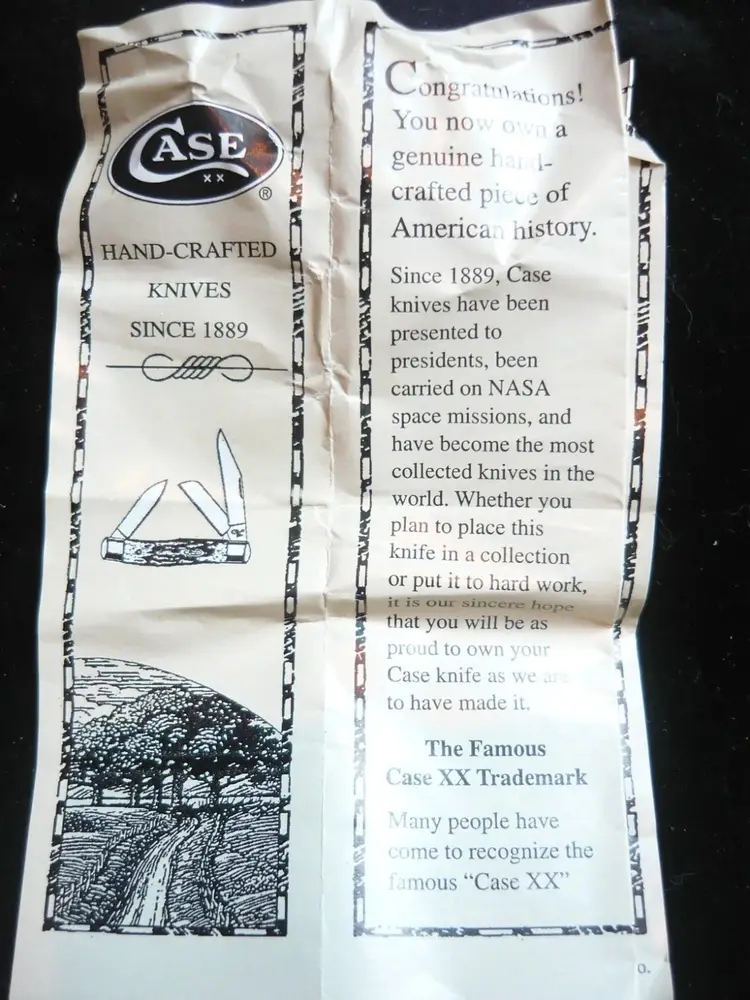 CASE
XX
®
HAND-CRAFTED
KNIVES
SINCE 1889
Congratulations!
You now own a
genuine hand-
crafted piece of
American history.
Since 1889, Case
knives have been
presented to
presidents, been
carried on NASA
space missions, and
have become the most
collected knives in the
world. Whether you
plan to place this
knife in a collection
or put it to hard work,
it is our sincere hope
that you will be as
proud to own your
Case knife as we are
to have made it.
The Famous
Case XX Trademark
Many people have
come to recognize the
famous “Case XX”
o.